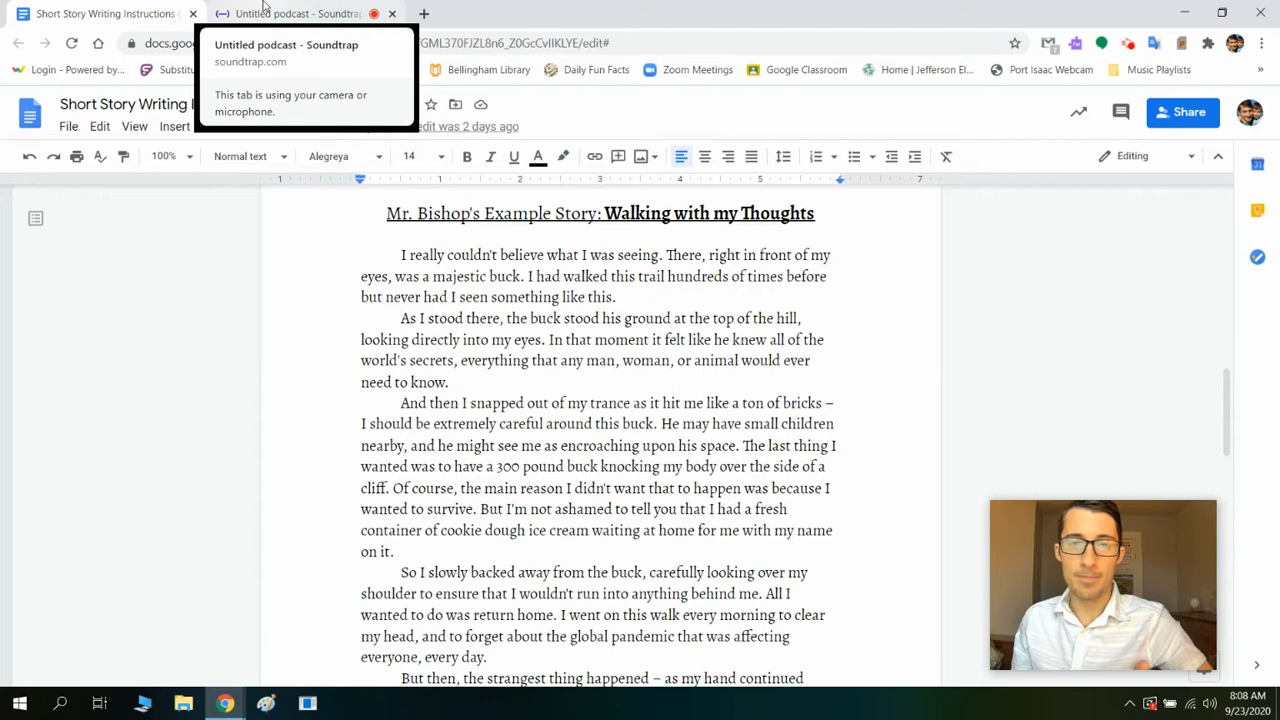 Short Story Writing Instructions (
Untitled podcast - Soundtrap
Untitled podcast - Soundtrap
soundtrap.com
This tab is using your camera or
microphone.
docs.goo
GML370FJZL8n6_Z0GcCvIIKLYE/edit#
Login - Powered by...
Substitu
Bellingham Library
Daily Fun Facts
Zoom Meetings
Google Classroom
Home | Jefferson El...
Port Isaac Webcam
Music Playlists
Short Story Writing I
File Edit View Insert
edit was 2 days ago
Share
100% Normal text Alegreya 14 B I U A
Editing
1 1 2 3 4 5 6 7
Mr. Bishop's Example Story: Walking with my Thoughts
I really couldn't believe what I was seeing. There, right in front of my
eyes, was a majestic buck. I had walked this trail hundreds of times before
but never had I seen something like this.
As I stood there, the buck stood his ground at the top of the hill,
looking directly into my eyes. In that moment it felt like he knew all of the
world's secrets, everything that any man, woman, or animal would ever
need to know.
And then I snapped out of my trance as it hit me like a ton of bricks –
I should be extremely careful around this buck. He may have small children
nearby, and he might see me as encroaching upon his space. The last thing I
wanted was to have a 300 pound buck knocking my body over the side of a
cliff. Of course, the main reason I didn't want that to happen was because I
wanted to survive. But I'm not ashamed to tell you that I had a fresh
container of cookie dough ice cream waiting at home for me with my name
on it.
So I slowly backed away from the buck, carefully looking over my
shoulder to ensure that I wouldn't run into anything behind me. All I
wanted to do was return home. I went on this walk every morning to clear
my head, and to forget about the global pandemic that was affecting
everyone, every day.
But then, the strangest thing happened – as my hand continued
8:08 AM
9/23/2020